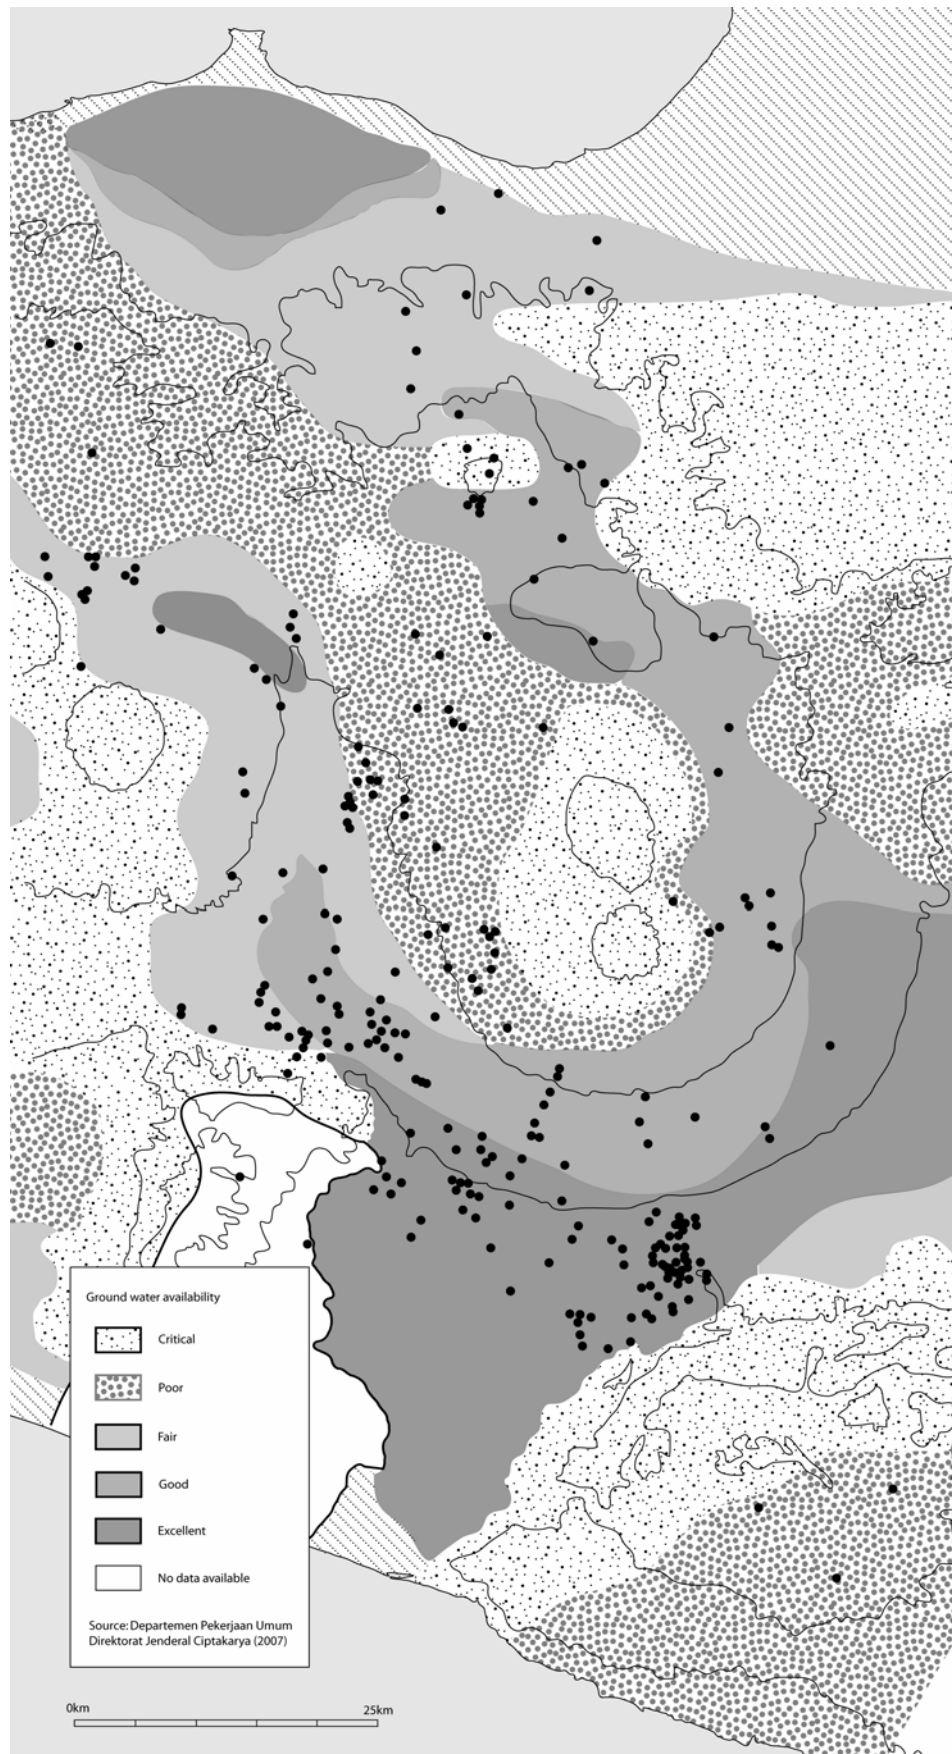 Ground water availability
Critical
Poor
Fair
Good
Excellent
No data available
Source: Departemen Pekerjaan Umum
Direktorat Jenderal Ciptakarya (2007)
0km 25km